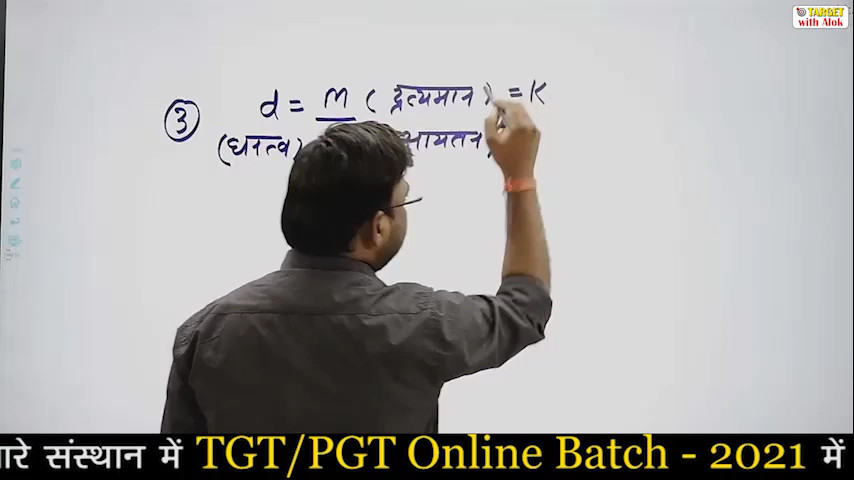 TARGET
with Alok
③ d = M ( द्रव्यमान ) = K
(घनत्व) आयतन
ारे संस्थान में TGT/PGT Online Batch - 2021 में